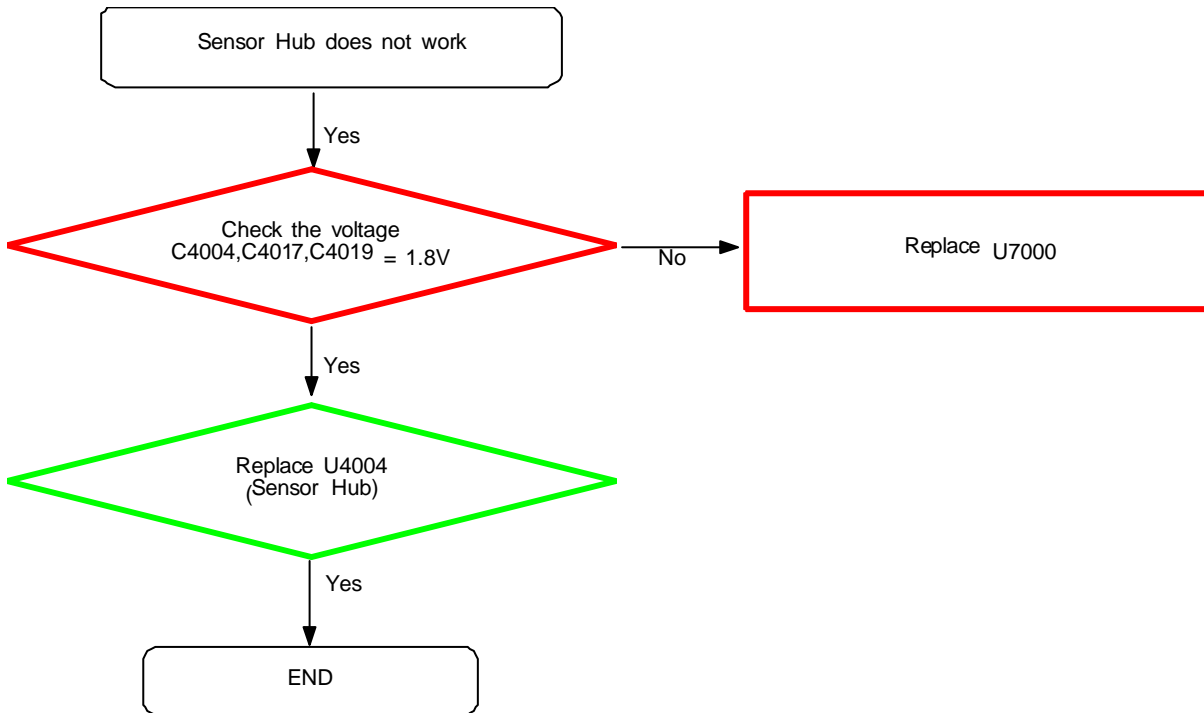 Sensor Hub does not work
Yes
Check the voltage
C4004,C4017,C4019 = 1.8V
No
Replace U7000
Yes
Replace U4004
(Sensor Hub)
Yes
END